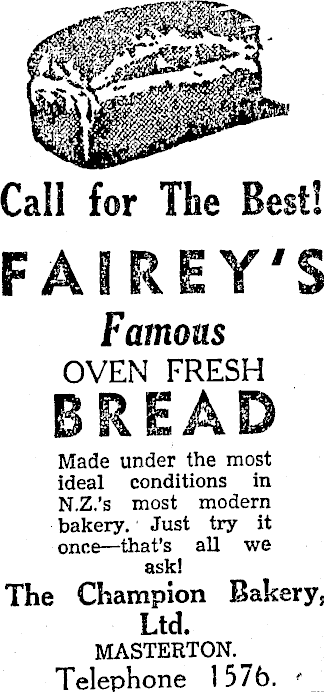 Call for The Best!
FAIREY'S
Famous
OVEN FRESH
BREAD
Made under the most
ideal conditions in
N.Z.'s most modern
bakery. Just try it
once—that's all we
ask!
The Champion Bakery,
Ltd.
MASTERTON.
Telephone 1576.